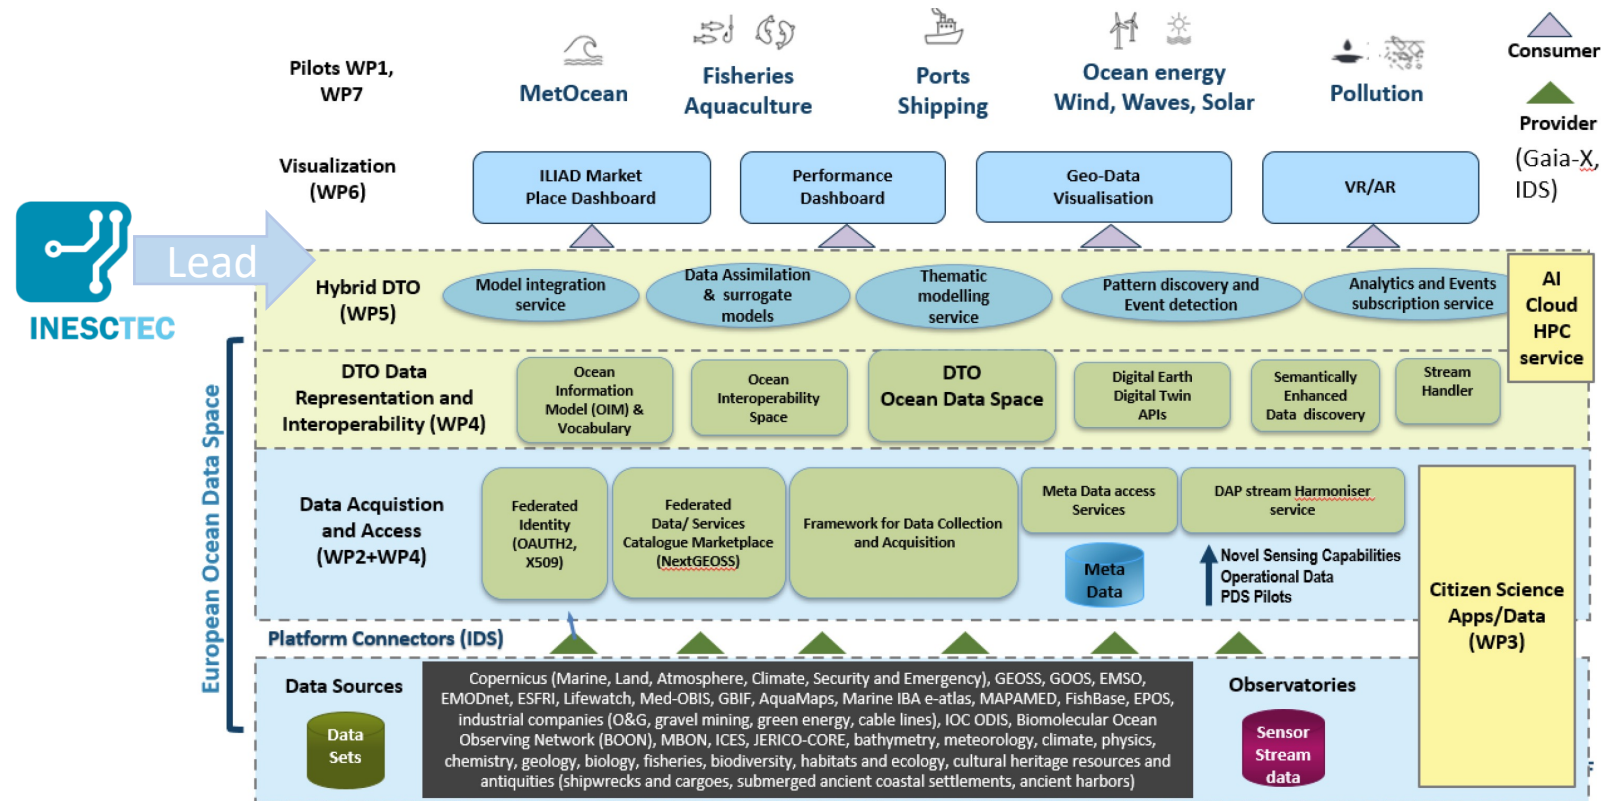 Pilots WP1,
WP7
MetOcean
Fisheries
Aquaculture
Ports
Shipping
Ocean energy
Wind, Waves, Solar
Pollution
Consumer
Provider
(Gaia-X,
IDS)
Visualization
(WP6)
ILIAD Market
Place Dashboard
Performance
Dashboard
Geo-Data
Visualisation
VR/AR
INESCTEC
Lead
Hybrid DTO
(WP5)
Model integration
service
Data Assimilation
& surrogate
models
Thematic
modelling
service
Pattern discovery and
Event detection
Analytics and Events
subscription service
AI
Cloud
HPC
service
European Ocean Data Space
DTO Data
Representation and
Interoperability (WP4)
Ocean
Information
Model (OIM) &
Vocabulary
Ocean
Interoperability
Space
DTO
Ocean Data Space
Digital Earth
Digital Twin
APIs
Semantically
Enhanced
Data discovery
Stream
Handler
Data Acquistion
and Access
(WP2+WP4)
Federated
Identity
(OAUTH2,
X509)
Federated
Data/ Services
Catalogue Marketplace
(NextGEOSS)
Framework for Data Collection
and Acquisition
Meta Data access
Services
DAP stream Harmoniser
service
Meta
Data
Novel Sensing Capabilities
Operational Data
PDS Pilots
Citizen Science
Apps/Data
(WP3)
Platform Connectors (IDS)
Data Sources
Data
Sets
Copernicus (Marine, Land, Atmosphere, Climate, Security and Emergency), GEOSS, GOOS, EMSO,
EMODnet, ESFRI, Lifewatch, Med-OBIS, GBIF, AquaMaps, Marine IBA e-atlas, MAPAMED, FishBase, EPOS,
industrial companies (O&G, gravel mining, green energy, cable lines), IOC ODIS, Biomolecular Ocean
Observing Network (BOON), MBON, ICES, JERICO-CORE, bathymetry, meteorology, climate, physics,
chemistry, geology, biology, fisheries, biodiversity, habitats and ecology, cultural heritage resources and
antiquities (shipwrecks and cargoes, submerged ancient coastal settlements, ancient harbors)
Observatories
Sensor
Stream
data